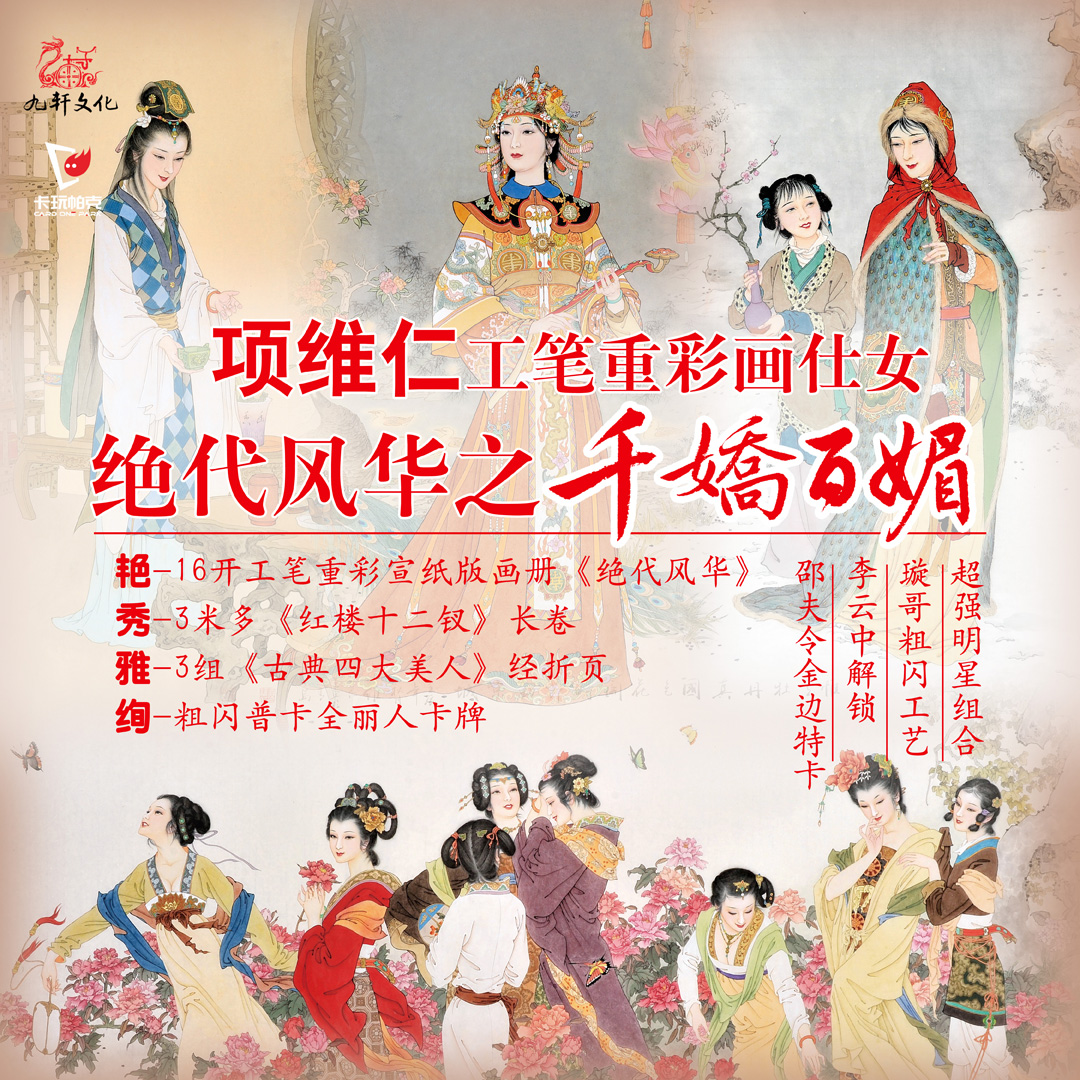 九轩文化
卡玩帕克
CARD ONE PARK
项维仁工笔重彩画仕女
绝代风华之千嬌百媚
艳-16开工笔重彩宣纸版画册《绝代风华》
秀-3米多《红楼十二钗》长卷
雅-3组《古典四大美人》经折页
绚-粗闪普卡全丽人卡牌
超强明星组合
璇哥粗闪工艺
李云中解锁
邵夫令金边特卡